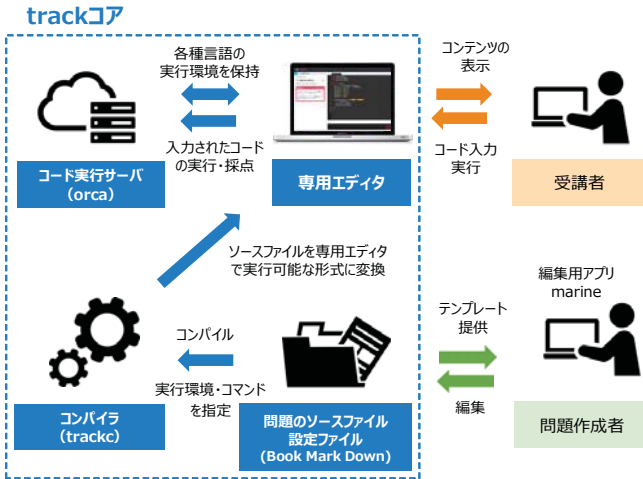 trackコア
各種言語の
実行環境を保持
入力されたコード
の実行・採点
コード実行サーバ
（orca）
専用エディタ
コンテンツの
表示
コード入力
実行
受講者
ソースファイルを専用エディタ
で実行可能な形式に変換
コンパイル
実行環境・コマンド
を指定
コンパイラ
（trackc）
問題のソースファイル
設定ファイル
(Book Mark Down)
テンプレート
提供
編集
編集用アプリ
marine
問題作成者